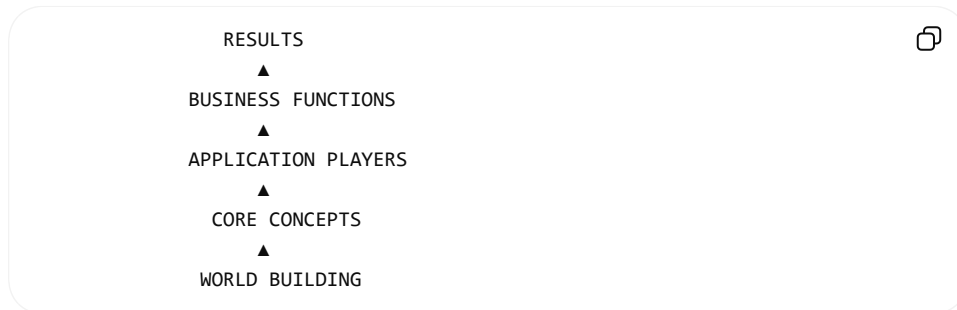 RESULTS
▲
BUSINESS FUNCTIONS
▲
APPLICATION PLAYERS
▲
CORE CONCEPTS
▲
WORLD BUILDING